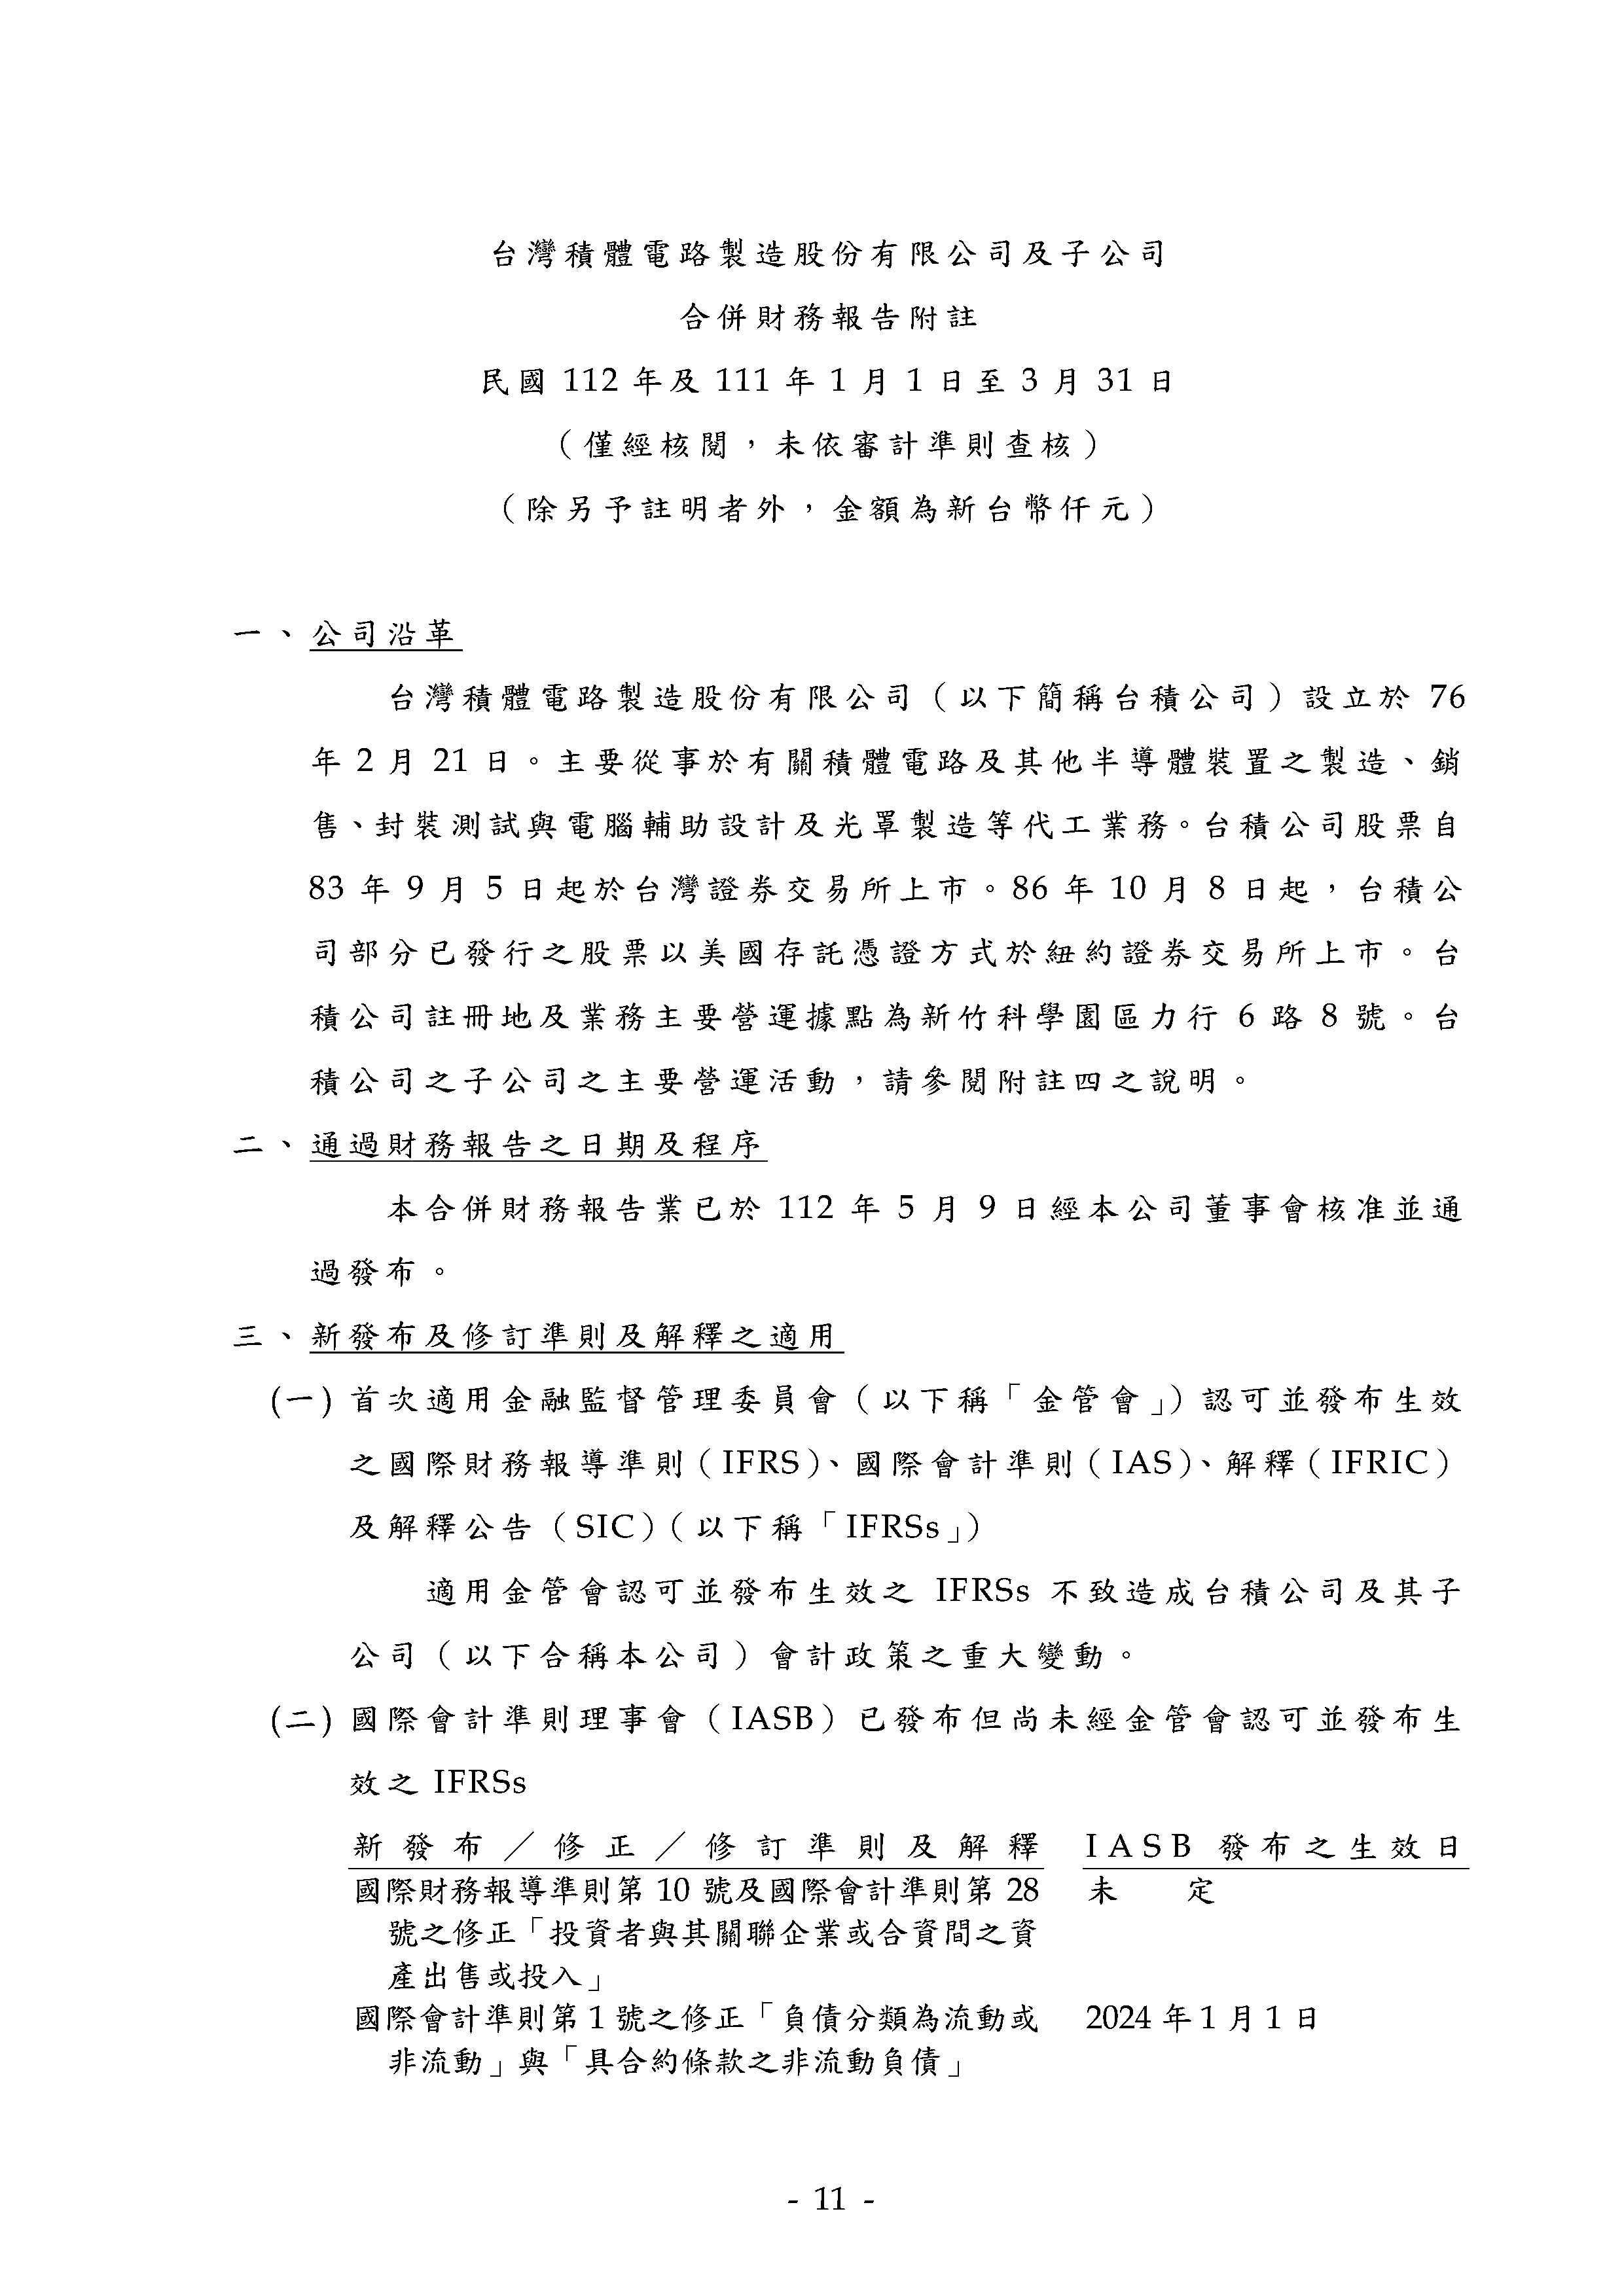 台灣積體電路製造股份有限公司及子公司
合併財務報告附註
民國 112 年及 111 年 1 月 1 日至 3 月 31 日
（僅經核閱，未依審計準則查核）
（除另予註明者外，金額為新台幣仟元）
一、公司沿革
台灣積體電路製造股份有限公司（以下簡稱台積公司）設立於 76
年 2 月 21 日。主要從事於有關積體電路及其他半導體裝置之製造、銷
售、封裝測試與電腦輔助設計及光罩製造等代工業務。台積公司股票自
83 年 9 月 5 日起於台灣證券交易所上市。86 年 10 月 8 日起，台積公
司部分已發行之股票以美國存託憑證方式於紐約證券交易所上市。台
積公司註冊地及業務主要營運據點為新竹科學園區力行 6 路 8 號。台
積公司之子公司之主要營運活動，請參閱附註四之說明。
二、通過財務報告之日期及程序
本合併財務報告業已於 112 年 5 月 9 日經本公司董事會核准並通
過發布。
三、新發布及修訂準則及解釋之適用
(一) 首次適用金融監督管理委員會（以下稱「金管會」）認可並發布生效
之國際財務報導準則（IFRS）、國際會計準則（IAS）、解釋（IFRIC）
及解釋公告（SIC）（以下稱「IFRSs」）
適用金管會認可並發布生效之 IFRSs 不致造成台積公司及其子
公司（以下合稱本公司）會計政策之重大變動。
(二) 國際會計準則理事會（IASB）已發布但尚未經金管會認可並發布生
效之 IFRSs
新發布／修正／修訂準則及解釋 IASB 發布之生效日
國際財務報導準則第 10 號及國際會計準則第 28 未 定
號之修正「投資者與其關聯企業或合資間之資
產出售或投入」
國際會計準則第 1 號之修正「負債分類為流動或 2024 年 1 月 1 日
非流動」與「具合約條款之非流動負債」
- 11 -